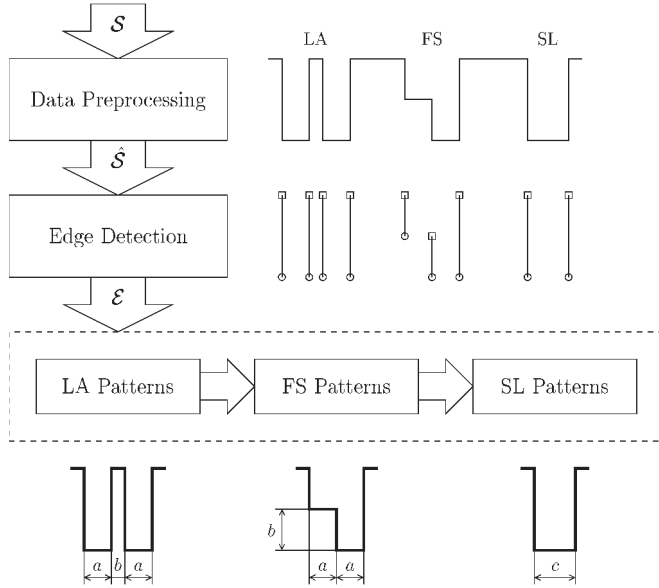 𝓢
LA FS SL
Data Preprocessing
𝓢̂
Edge Detection
𝓔
LA Patterns FS Patterns SL Patterns
b
a b a a a c